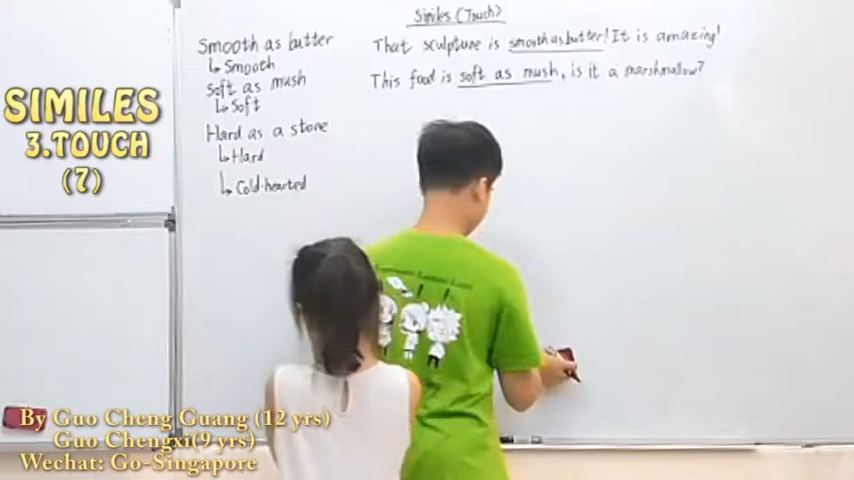 Similes (Touch)
Smooth as butter
↳ Smooth
Soft as mush
↳ Soft
Hard as a stone
↳ Hard
↳ Cold-hearted
That sculpture is smooth as butter! It is amazing!
This food is soft as mush, is it a marshmallow?
SIMILES
3.TOUCH
(7)
By Guo Cheng Guang (12 yrs)
Guo Chengxi(9 yrs)
Wechat: Go-Singapore